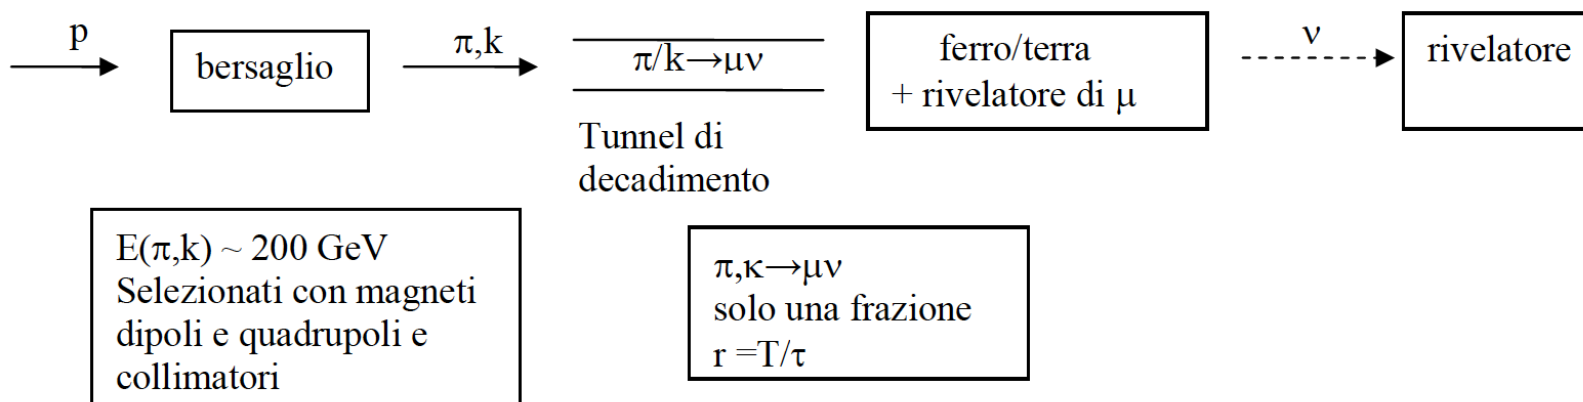 p
bersaglio
π,k
π/k→μν
Tunnel di
decadimento
ferro/terra
+ rivelatore di μ
ν
rivelatore
E(π,k) ~ 200 GeV
Selezionati con magneti
dipoli e quadrupoli e
collimatori
π,κ→μν
solo una frazione
r =T/τ